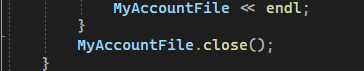 MyAccountFile << endl;
}
MyAccountFile.close();
}